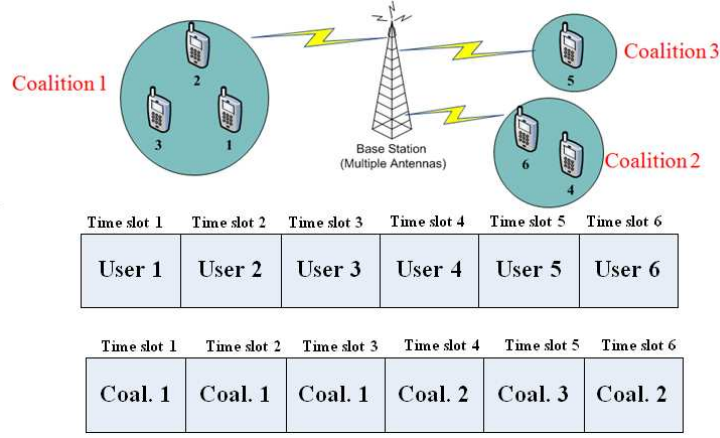 2
Coalition 1
3
1
Base Station
(Multiple Antennas)
5
Coalition 3
6
4
Coalition 2
Time slot 1 Time slot 2 Time slot 3 Time slot 4 Time slot 5 Time slot 6
User 1 User 2 User 3 User 4 User 5 User 6
Time slot 1 Time slot 2 Time slot 3 Time slot 4 Time slot 5 Time slot 6
Coal. 1 Coal. 1 Coal. 1 Coal. 2 Coal. 3 Coal. 2